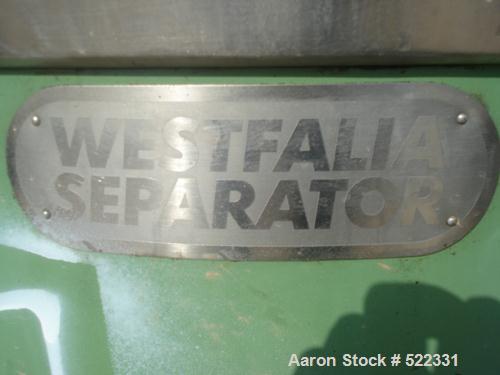 WESTFALIA
SEPARATOR
Aaron Stock # 522331